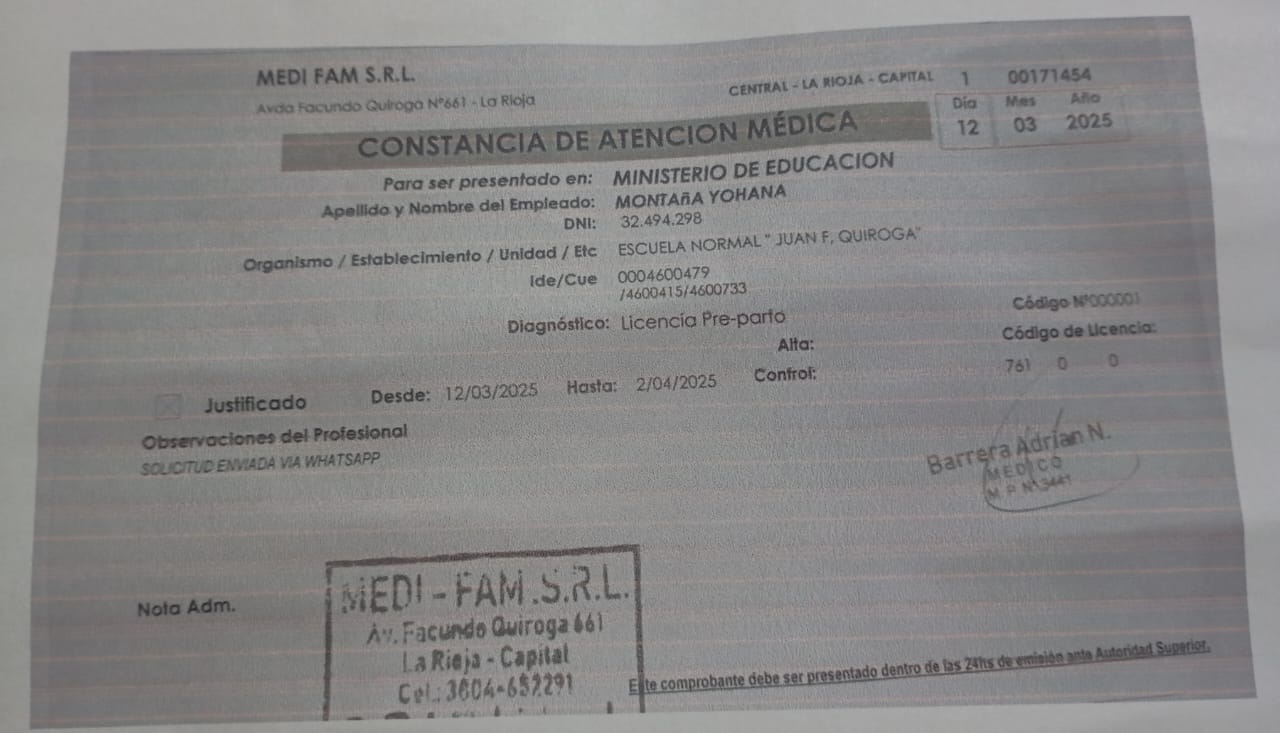 MEDI FAM S.R.L.
Avda Facundo Quiroga N°661 - La Rioja
CENTRAL - LA RIOJA - CAPITAL 1 00171454
Día Mes Año
12 03 2025
CONSTANCIA DE ATENCION MÉDICA
Para ser presentado en: MINISTERIO DE EDUCACION
Apellido y Nombre del Empleado: MONTAñA YOHANA
DNI: 32.494.298
Organismo / Establecimiento / Unidad / Etc ESCUELA NORMAL " JUAN F, QUIROGA"
Ide/Cue 0004600479
/4600415/4600733
Diagnóstico: Licencia Pre-parto
Código N°000001
Alta:
Código de Licencia:
Justificado Desde: 12/03/2025 Hasta: 2/04/2025 Control: 761 0 0
Observaciones del Profesional
SOLICITUD ENVIADA VIA WHATSAPP
Barrera Adrían N.
MEDICO
M.P N° 3441
Nota Adm.
MEDI - FAM.S.R.L.
Av. Facundo Quiroga 661
La Rioja - Capital
Cel.: 3804-652291
Este comprobante debe ser presentado dentro de las 24hs de emisión ante Autoridad Superior.